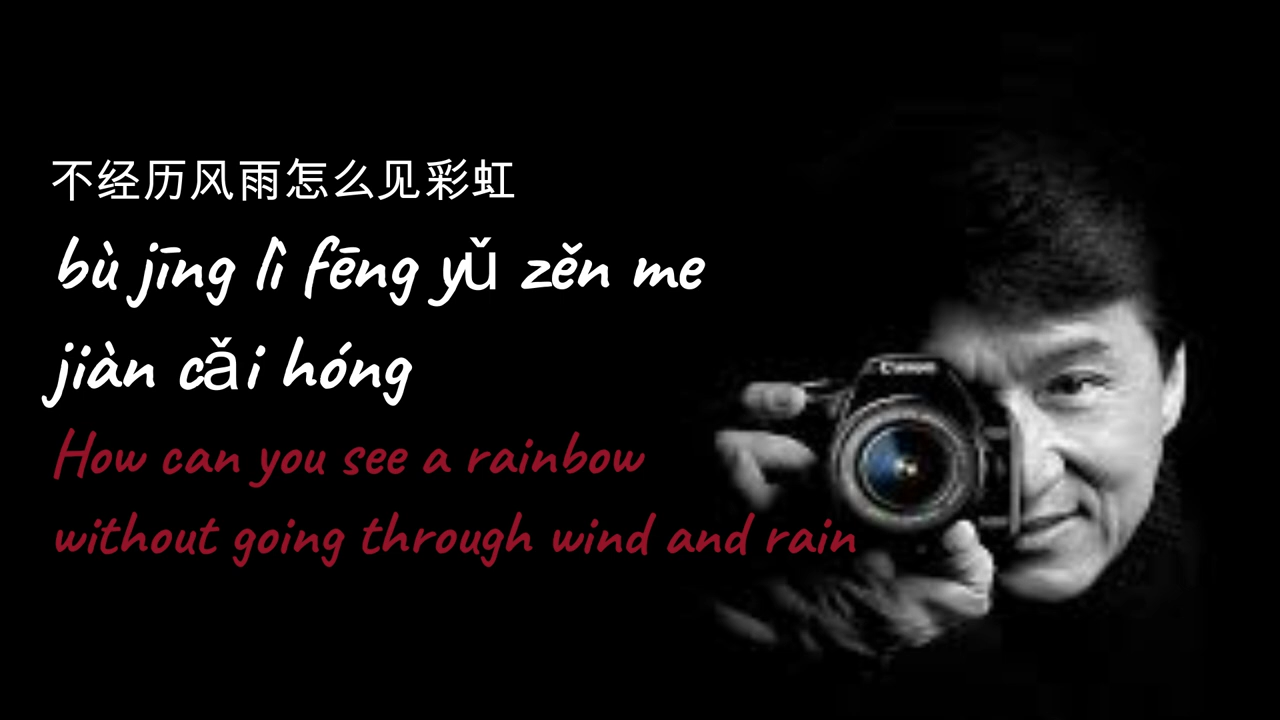 不经历风雨怎么见彩虹
bù jīng lì fēng yǔ zěn me
jiàn cǎi hóng
How can you see a rainbow
without going through wind and rain
Canon